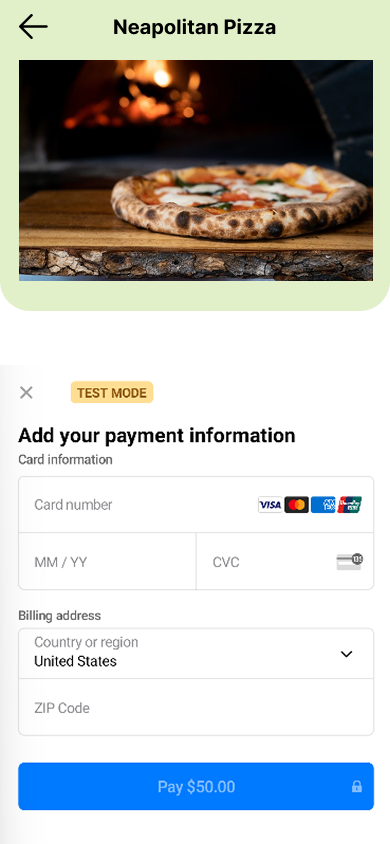 Neapolitan Pizza
TEST MODE
Add your payment information
Card information
Card number VISA
MM / YY CVC
Billing address
Country or region
United States
ZIP Code
Pay $50.00